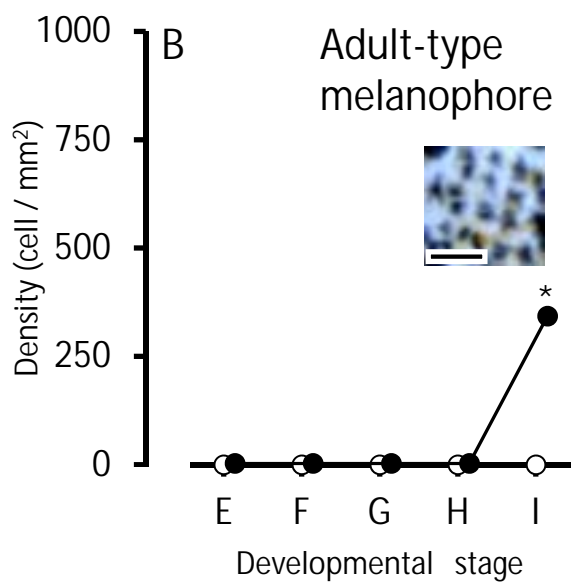 B
Adult-type
melanophore
1000
750
500
250
0
Density (cell / mm²)
*
E F G H I
Developmental stage